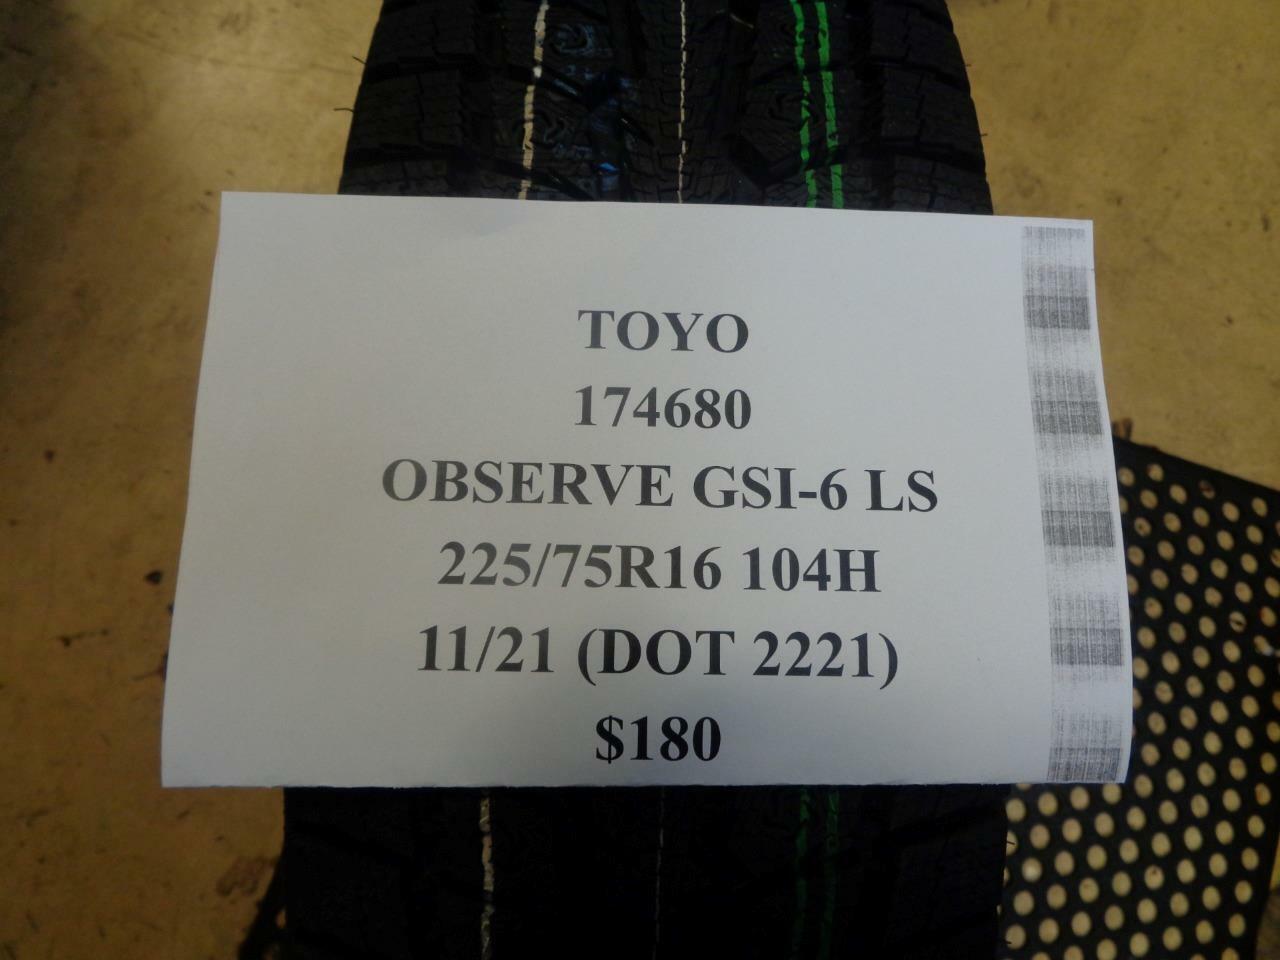 TOYO
174680
OBSERVE GSI-6 LS
225/75R16 104H
11/21 (DOT 2221)
$180